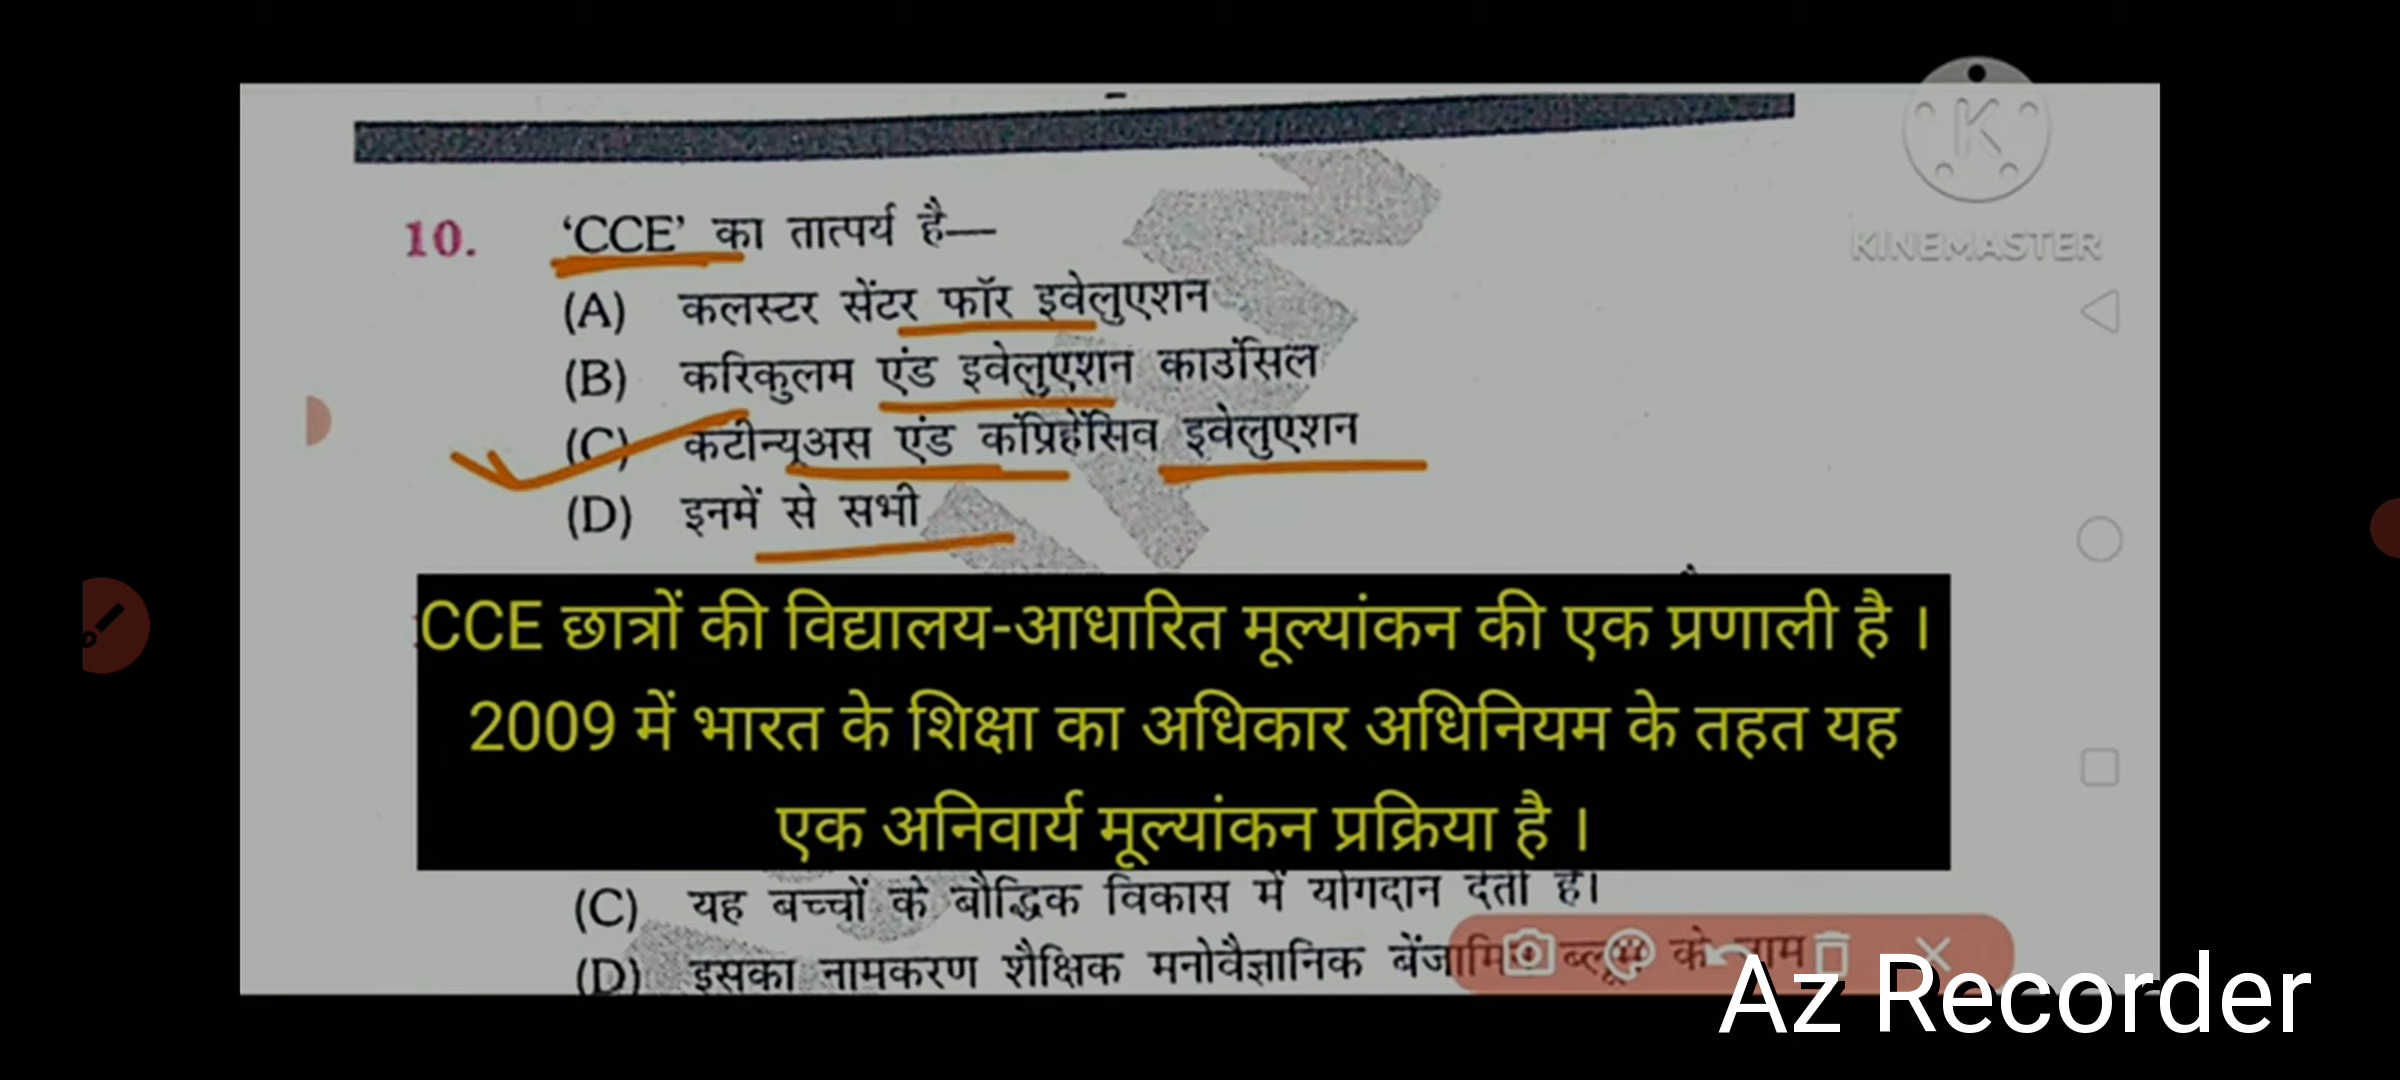 K
KINEMASTER
10. 'CCE' का तात्पर्य है—
(A) कलस्टर सेंटर फॉर इवेलुएशन
(B) करिकुलम एंड इवेलुएशन काउंसिल
(C) कटीन्यूअस एंड कंप्रिहेंसिव इवेलुएशन
(D) इनमें से सभी
CCE छात्रों की विद्यालय-आधारित मूल्यांकन की एक प्रणाली है ।
2009 में भारत के शिक्षा का अधिकार अधिनियम के तहत यह
एक अनिवार्य मूल्यांकन प्रक्रिया है ।
(C) यह बच्चों के बौद्धिक विकास में योगदान देती है।
(D) इसका नामकरण शैक्षिक मनोवैज्ञानिक बेंजामिन ब्लूम के नाम
Az Recorder